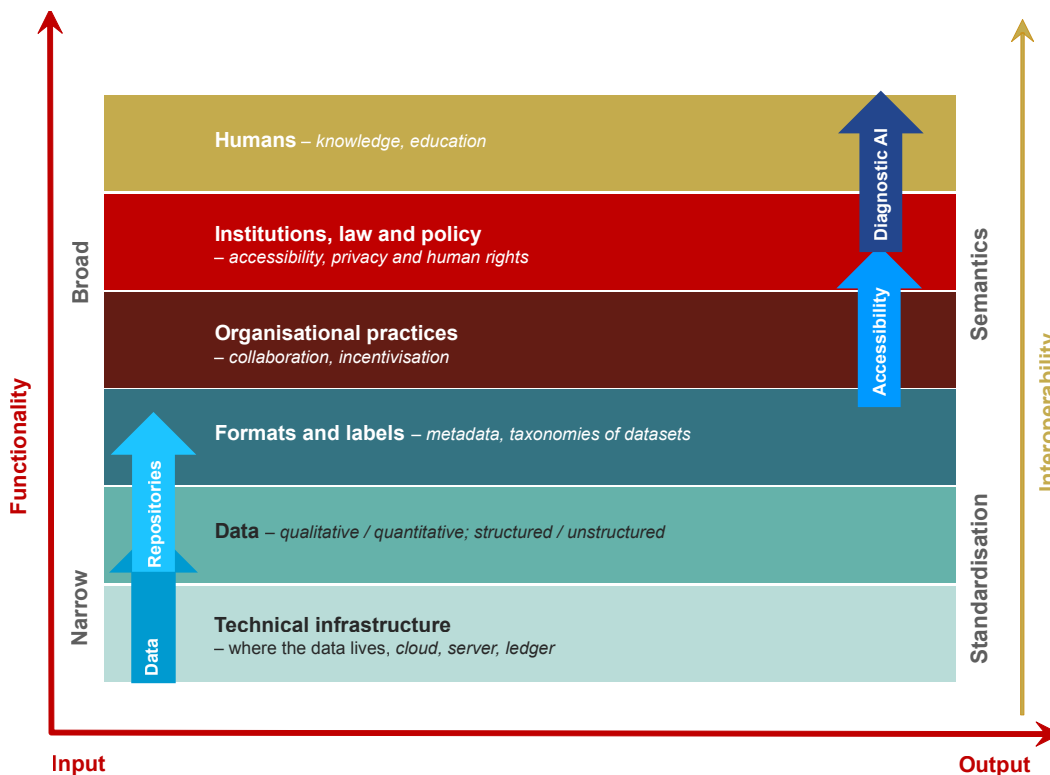 Humans – knowledge, education
Institutions, law and policy
– accessibility, privacy and human rights
Organisational practices
– collaboration, incentivisation
Formats and labels – metadata, taxonomies of datasets
Data – qualitative / quantitative; structured / unstructured
Technical infrastructure
– where the data lives, cloud, server, ledger
Functionality
Broad
Narrow
Repositories
Data
Diagnostic AI
Accessibility
Semantics
Standardisation
Interoperability
Input
Output